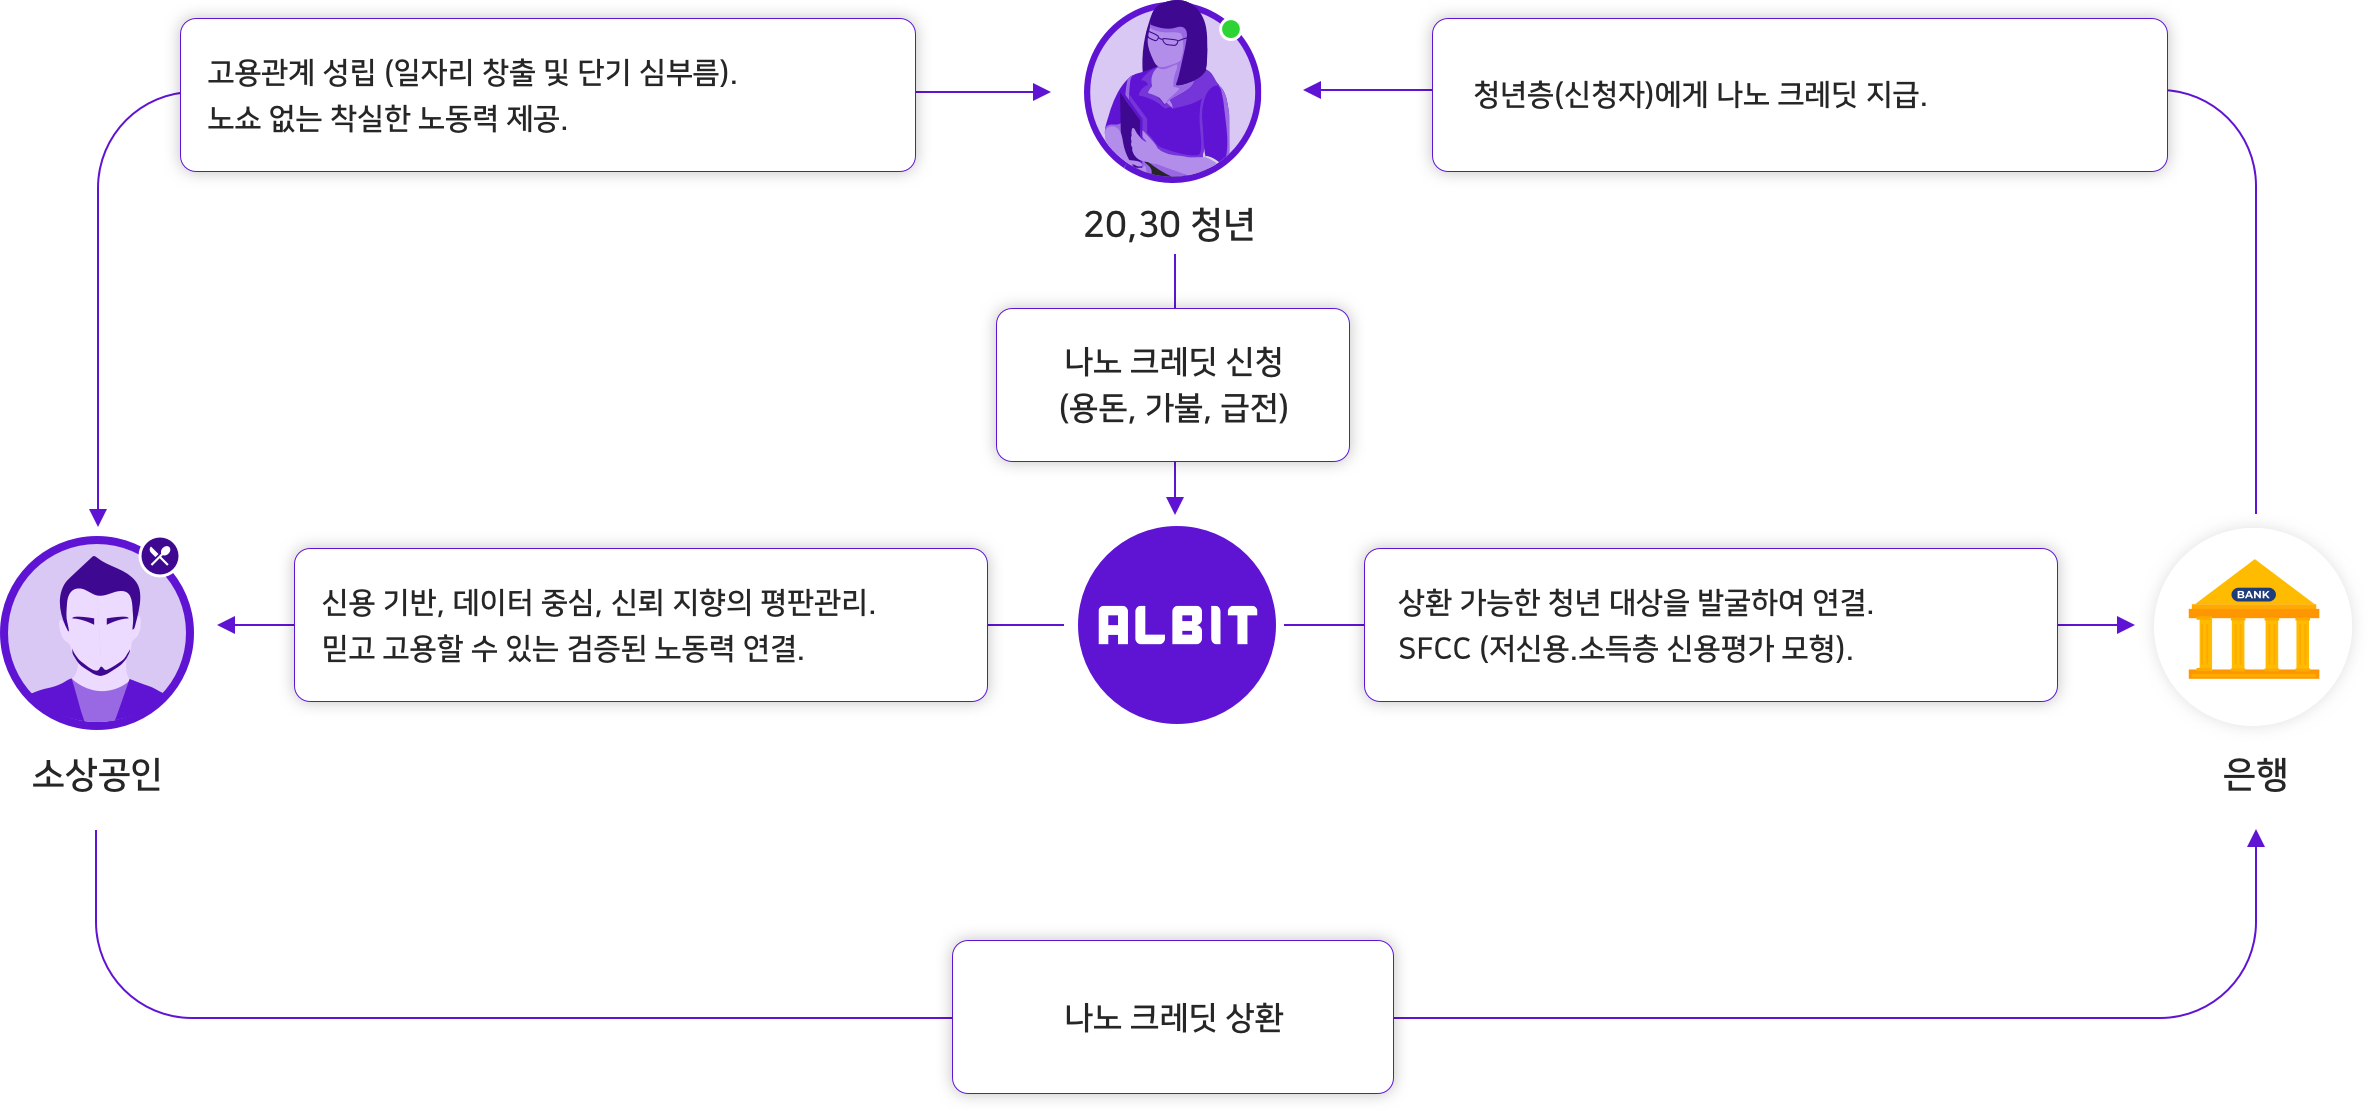 고용관계 성립 (일자리 창출 및 단기 심부름).
노쇼 없는 착실한 노동력 제공.
청년층(신청자)에게 나노 크레딧 지급.
20,30 청년
나노 크레딧 신청
(용돈, 가불, 급전)
신용 기반, 데이터 중심, 신뢰 지향의 평판관리.
믿고 고용할 수 있는 검증된 노동력 연결.
ALBIT
상환 가능한 청년 대상을 발굴하여 연결.
SFCC (저신용.소득층 신용평가 모형).
BANK
소상공인
은행
나노 크레딧 상환